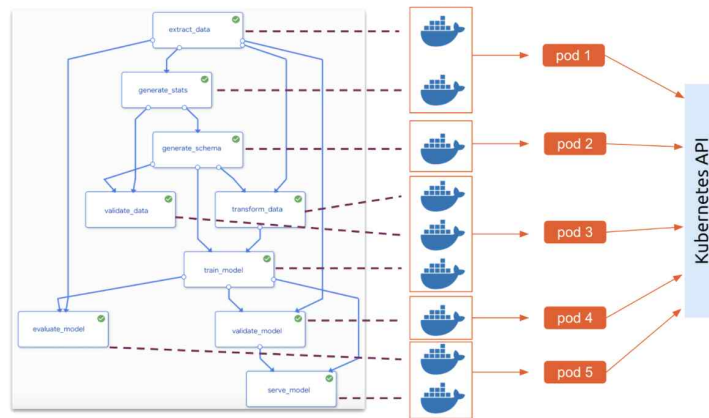 extract_data
generate_stats
generate_schema
validate_data
transform_data
train_model
evaluate_model
validate_model
serve_model
pod 1
pod 2
pod 3
pod 4
pod 5
Kubernetes API